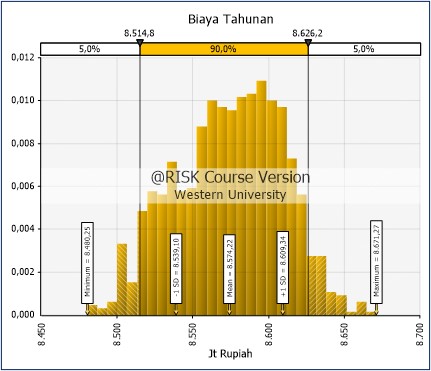 Biaya Tahunan
8.514,8 8.626,2
5,0% 90,0% 5,0%
0,012
0,010
0,008
0,006
0,004
0,002
0,000
@RISK Course Version
Western University
Minimum = 8.480,25
-1 SD = 8.539,10
Mean = 8.574,22
+1 SD = 8.609,34
Maximum = 8.671,27
8.450 8.500 8.550 8.600 8.650 8.700
Jt Rupiah